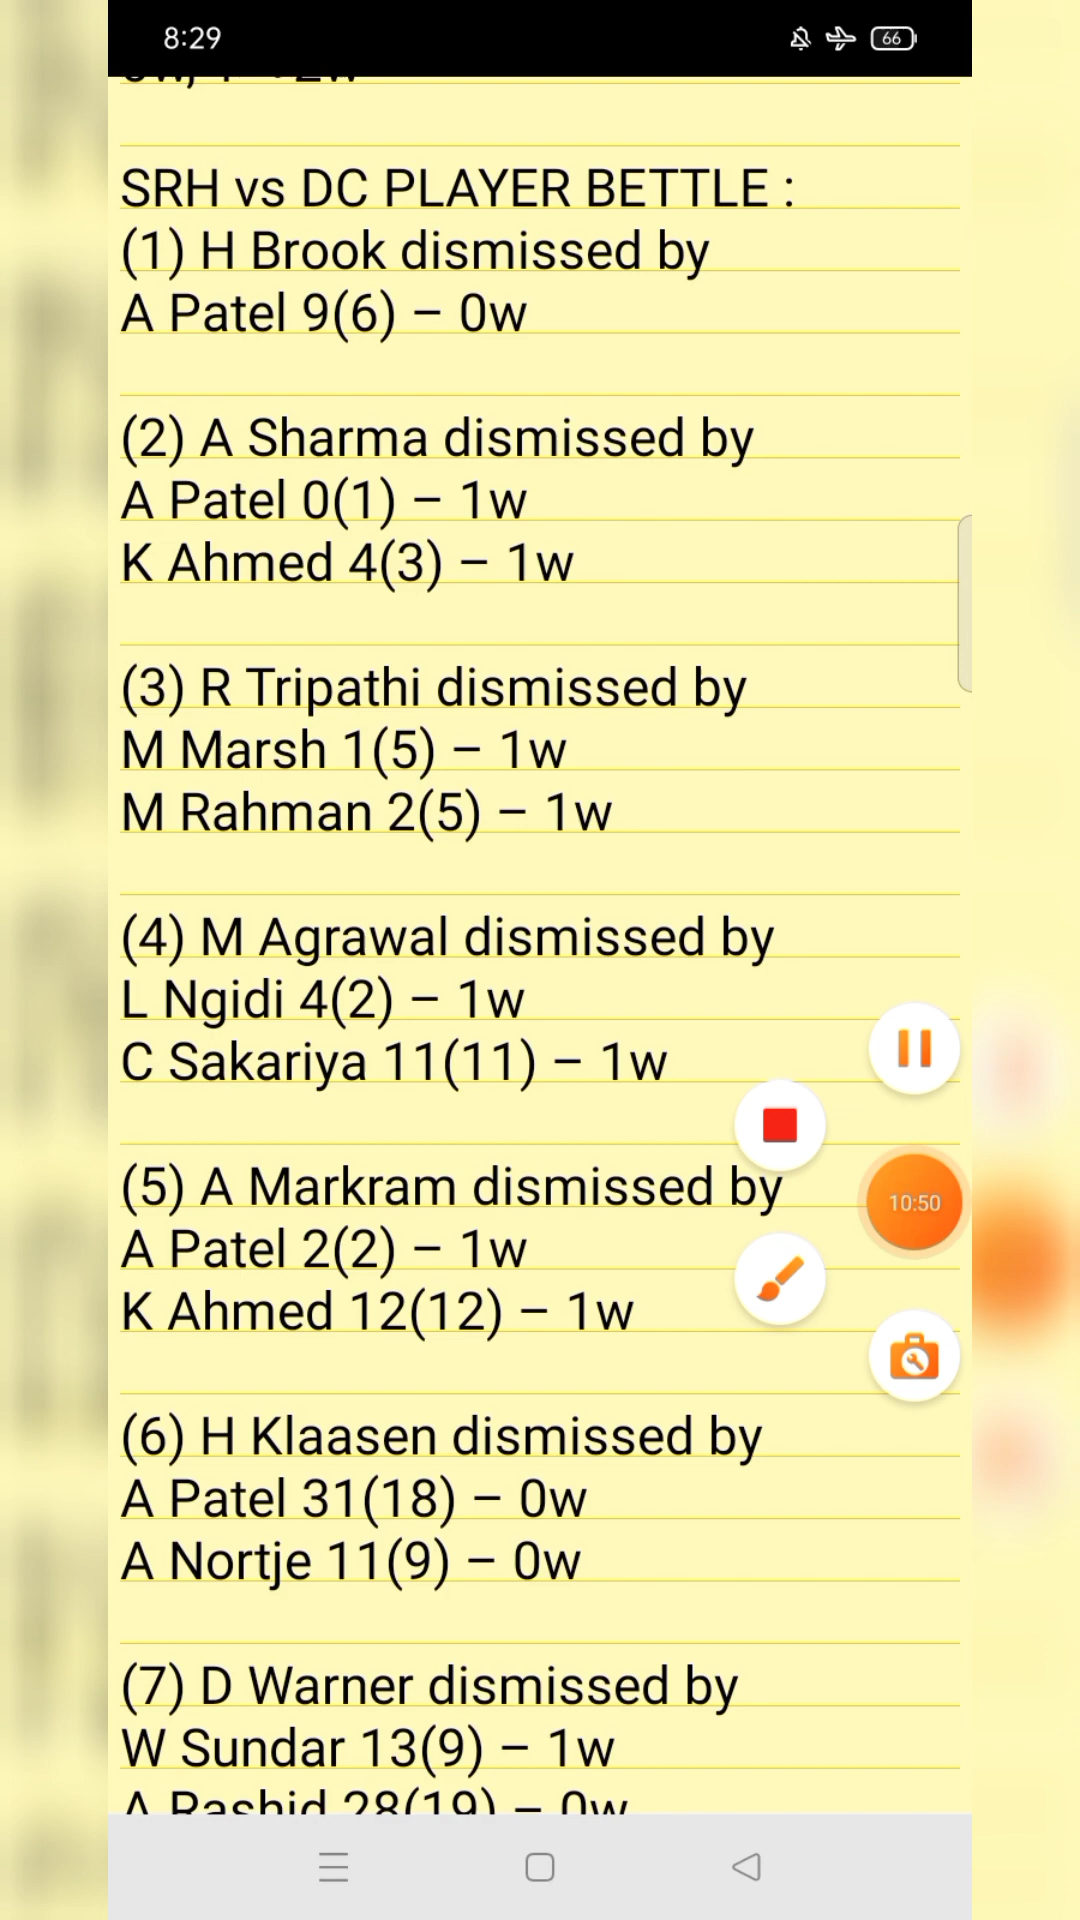 8:29
66
SRH vs DC PLAYER BETTLE :
(1) H Brook dismissed by
A Patel 9(6) – 0w
(2) A Sharma dismissed by
A Patel 0(1) – 1w
K Ahmed 4(3) – 1w
(3) R Tripathi dismissed by
M Marsh 1(5) – 1w
M Rahman 2(5) – 1w
(4) M Agrawal dismissed by
L Ngidi 4(2) – 1w
C Sakariya 11(11) – 1w
(5) A Markram dismissed by
A Patel 2(2) – 1w
10:50
K Ahmed 12(12) – 1w
(6) H Klaasen dismissed by
A Patel 31(18) – 0w
A Nortje 11(9) – 0w
(7) D Warner dismissed by
W Sundar 13(9) – 1w
A Rashid 28(19) – 0w